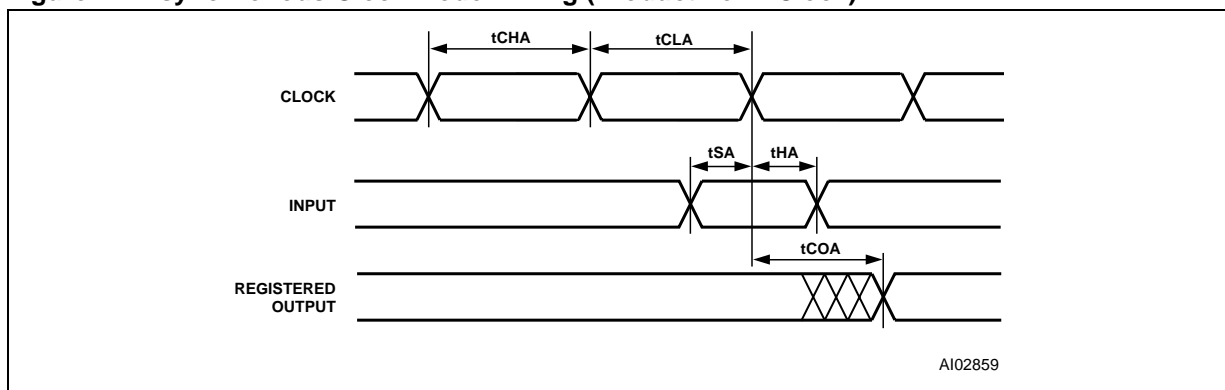 tCHA tCLA
CLOCK
tSA tHA
INPUT
tCOA
REGISTERED
OUTPUT
AI02859